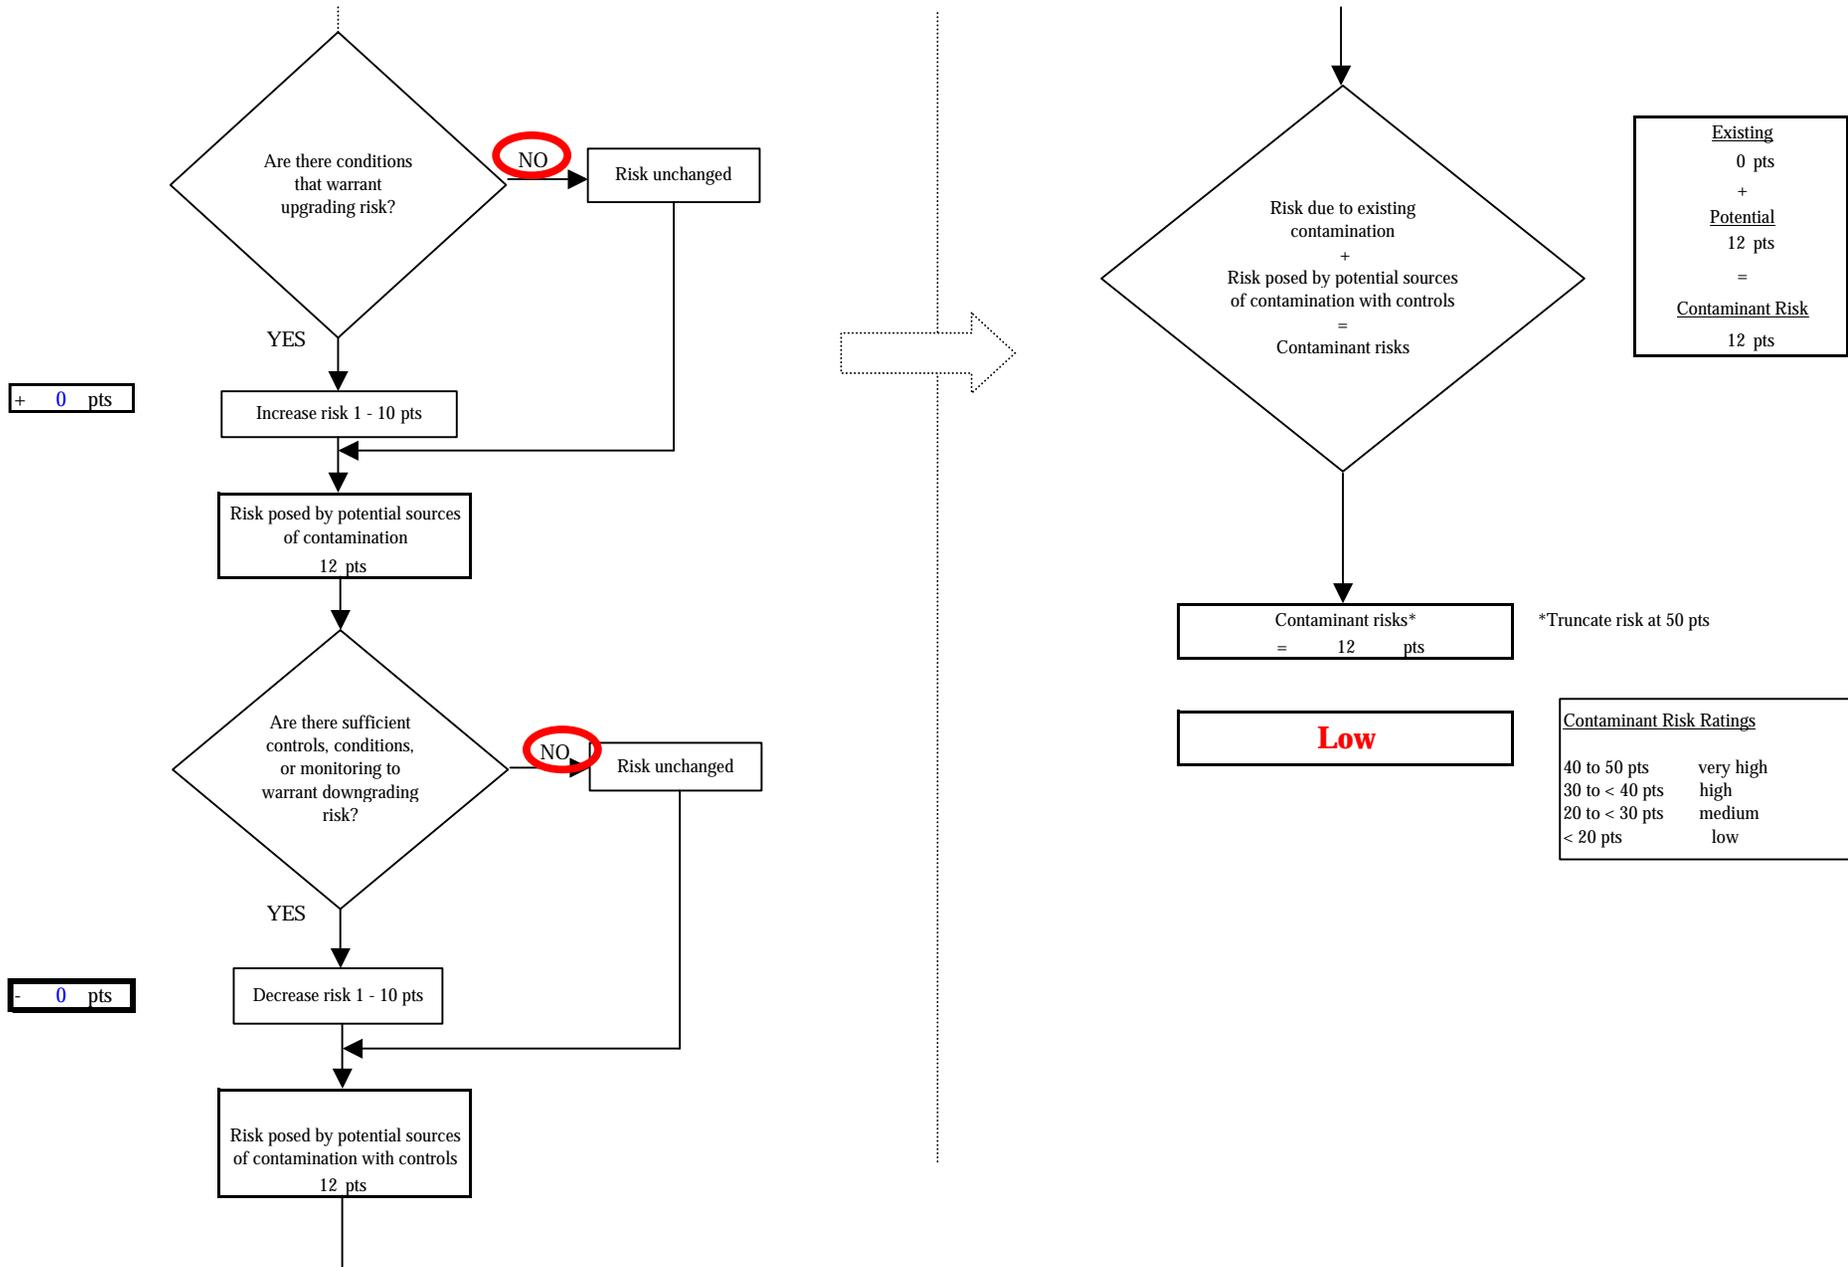 Are there conditions
that warrant
upgrading risk?
NO
Risk unchanged
YES
+ 0 pts
Increase risk 1 - 10 pts
Risk posed by potential sources
of contamination
12 pts
Are there sufficient
controls, conditions,
or monitoring to
warrant downgrading
risk?
NO
Risk unchanged
YES
- 0 pts
Decrease risk 1 - 10 pts
Risk posed by potential sources
of contamination with controls
12 pts
Risk due to existing
contamination
+
Risk posed by potential sources
of contamination with controls
=
Contaminant risks
Existing
0 pts
+
Potential
12 pts
=
Contaminant Risk
12 pts
Contaminant risks*
= 12 pts
*Truncate risk at 50 pts
Low
Contaminant Risk Ratings
40 to 50 pts very high
30 to < 40 pts high
20 to < 30 pts medium
< 20 pts low